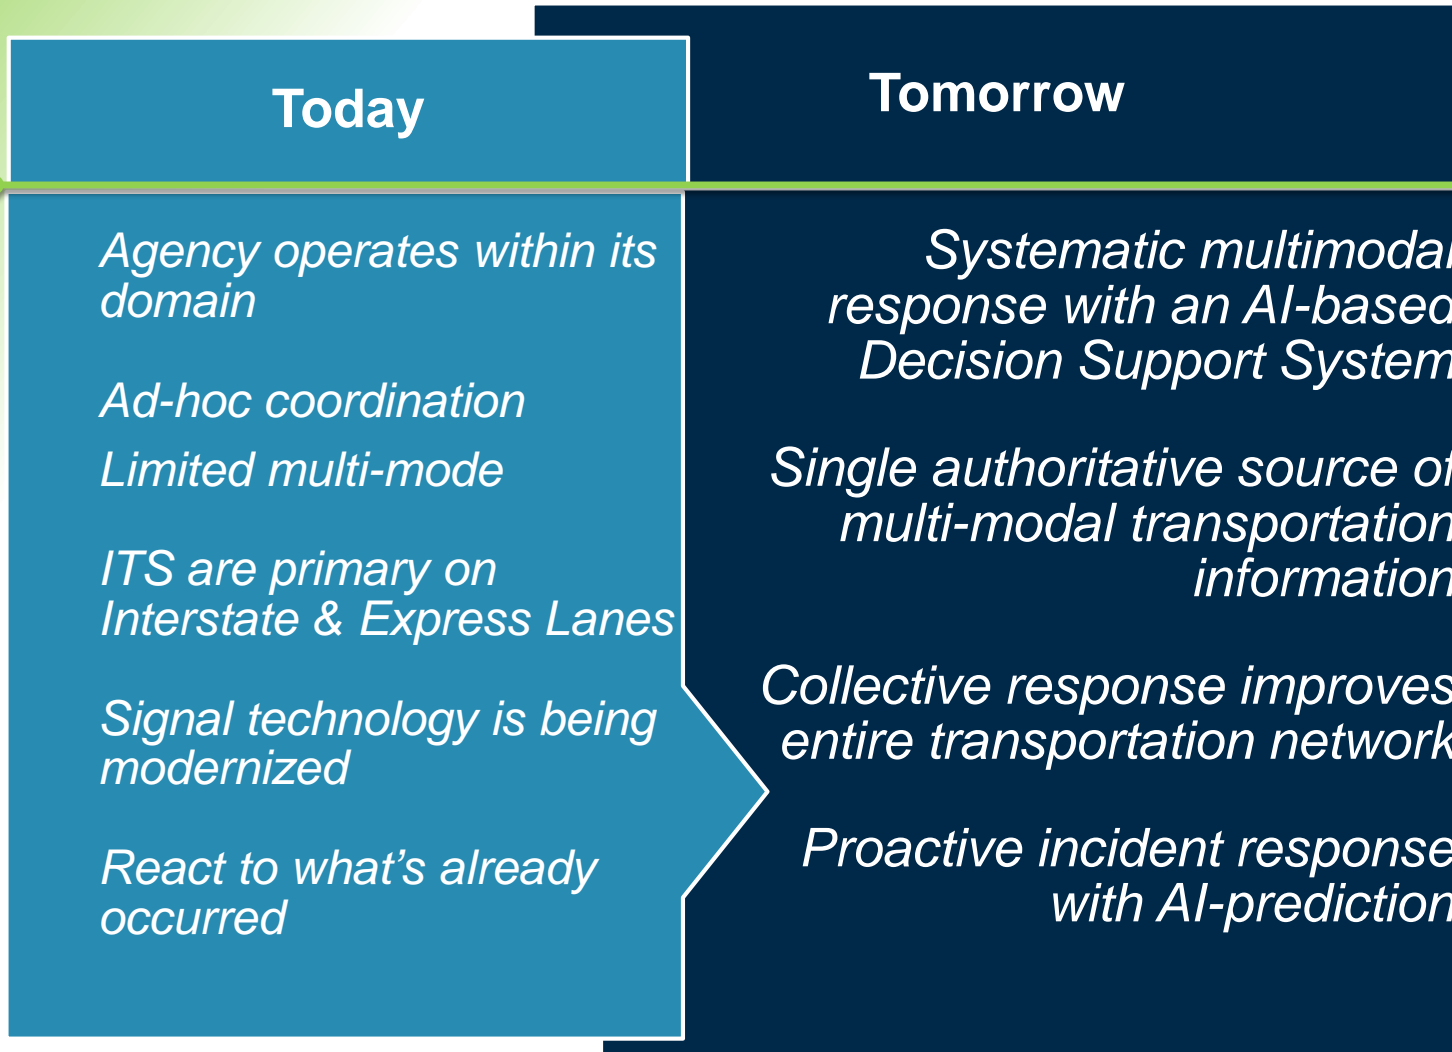 Today
Agency operates within its
domain
Ad-hoc coordination
Limited multi-mode
ITS are primary on
Interstate & Express Lanes
Signal technology is being
modernized
React to what's already
occurred
Tomorrow
Systematic multimodal
response with an AI-based
Decision Support System
Single authoritative source of
multi-modal transportation
information
Collective response improves
entire transportation network
Proactive incident response
with AI-prediction